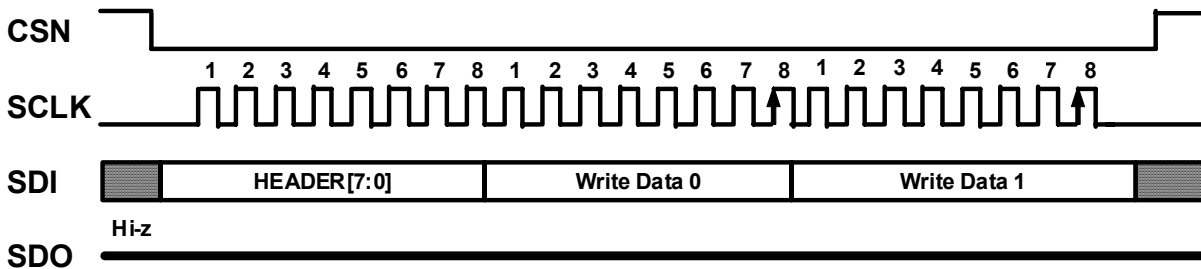 CSN
1 2 3 4 5 6 7 8 1 2 3 4 5 6 7 8 1 2 3 4 5 6 7 8
SCLK
SDI HEADER[7:0] Write Data 0 Write Data 1
Hi-z
SDO